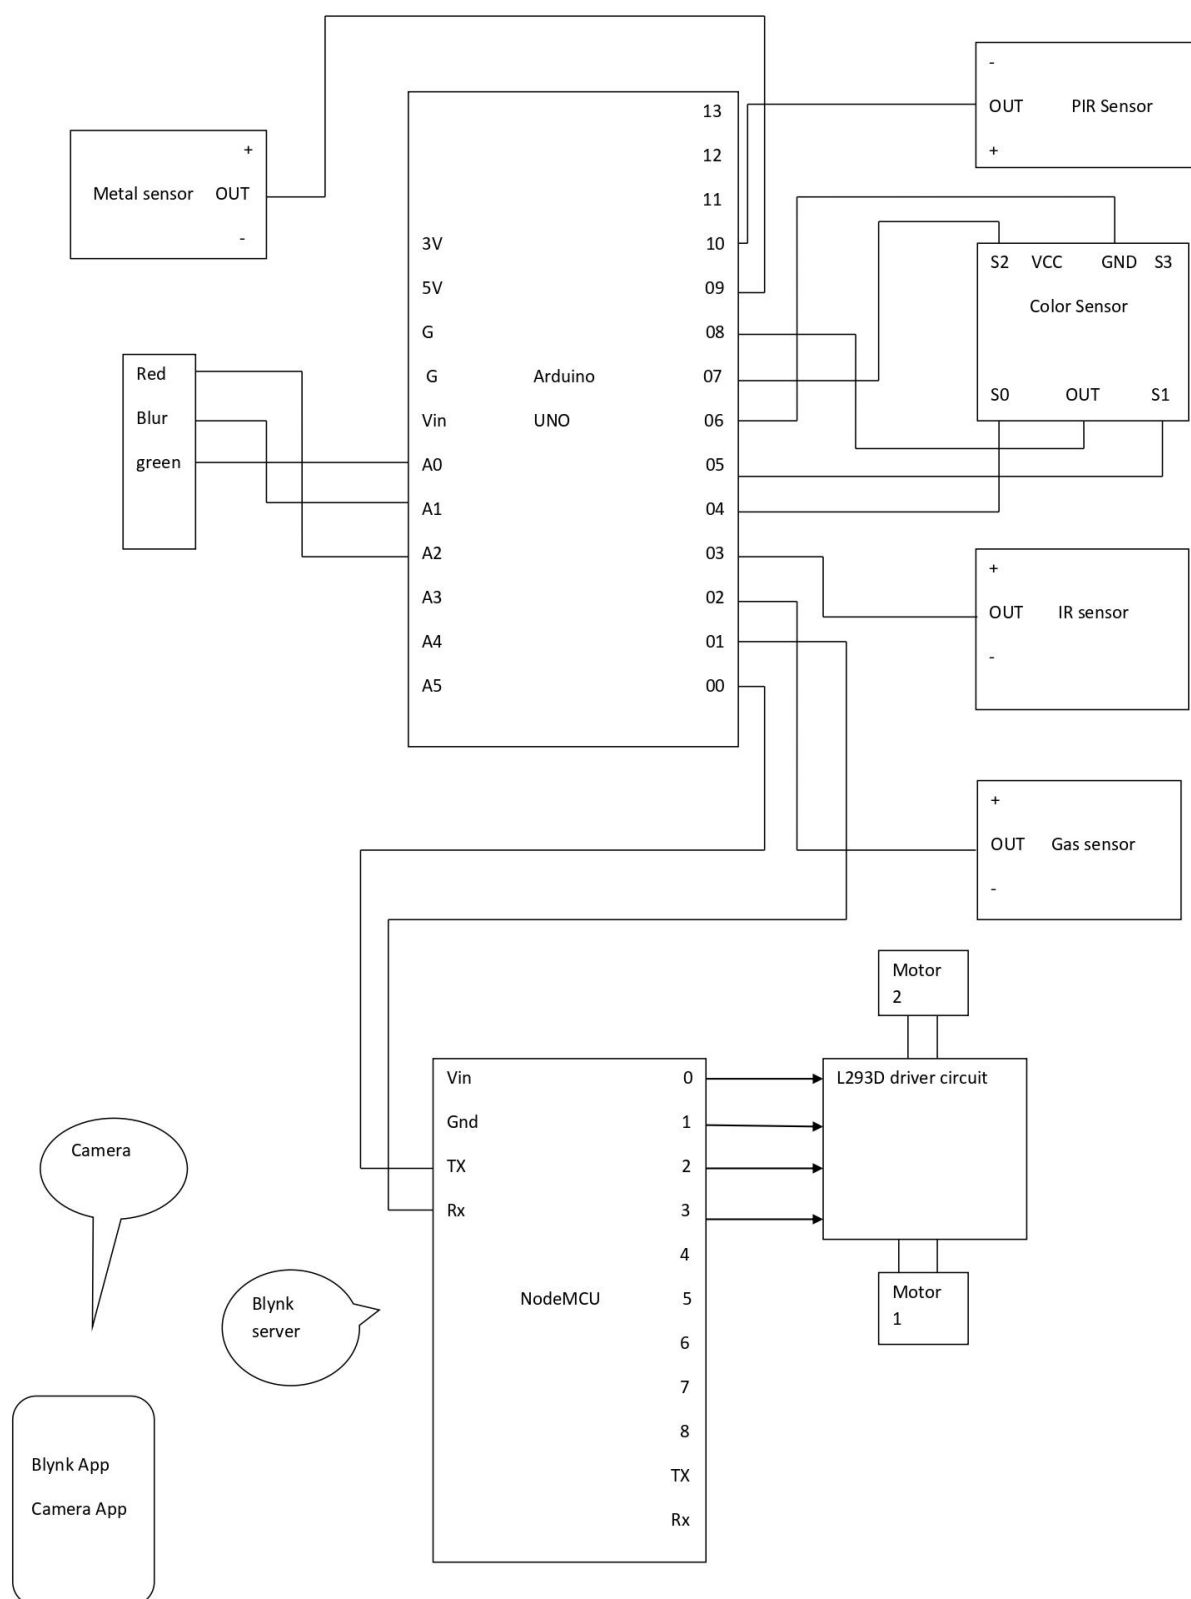 -
OUT PIR Sensor
+
+
Metal sensor OUT
-
13
12
11
3V 10
5V 09
G 08
G Arduino 07
Vin UNO 06
A0 05
A1 04
A2 03
A3 02
A4 01
A5 00
S2 VCC GND S3
Color Sensor
S0 OUT S1
Red
Blur
green
+
OUT IR sensor
-
+
OUT Gas sensor
-
Motor
2
L293D driver circuit
Motor
1
Vin 0
Gnd 1
TX 2
Rx 3
4
NodeMCU 5
6
7
8
TX
Rx
Camera
Blynk
server
Blynk App
Camera App